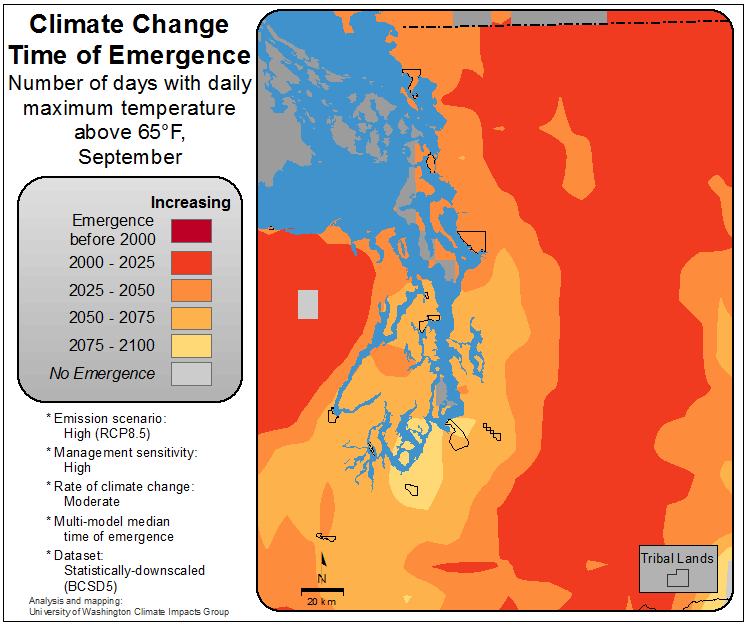 Climate Change
Time of Emergence
Number of days with daily
maximum temperature
above 65°F,
September
Increasing
Emergence
before 2000
2000 - 2025
2025 - 2050
2050 - 2075
2075 - 2100
No Emergence
* Emission scenario:
High (RCP8.5)
* Management sensitivity:
High
* Rate of climate change:
Moderate
* Multi-model median
time of emergence
* Dataset:
Statistically-downscaled
(BCSD5)
Analysis and mapping:
University of Washington Climate Impacts Group
N
20 km
Tribal Lands